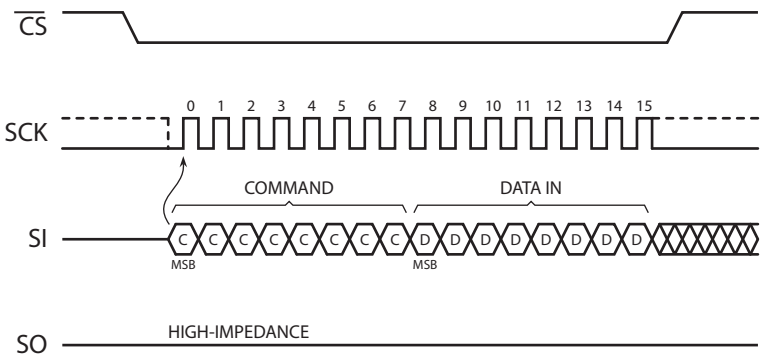 CS
0 1 2 3 4 5 6 7 8 9 10 11 12 13 14 15
SCK
COMMAND DATA IN
SI C C C C C C C C D D D D D D D D
MSB MSB
HIGH-IMPEDANCE
SO